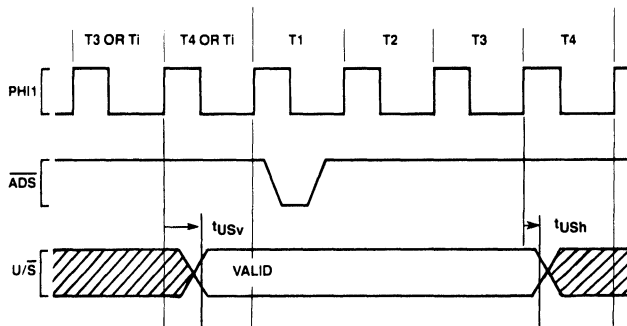 T3 OR Ti T4 OR Ti T1 T2 T3 T4
PHI1
ADS
tUSv tUSh
U/S
VALID